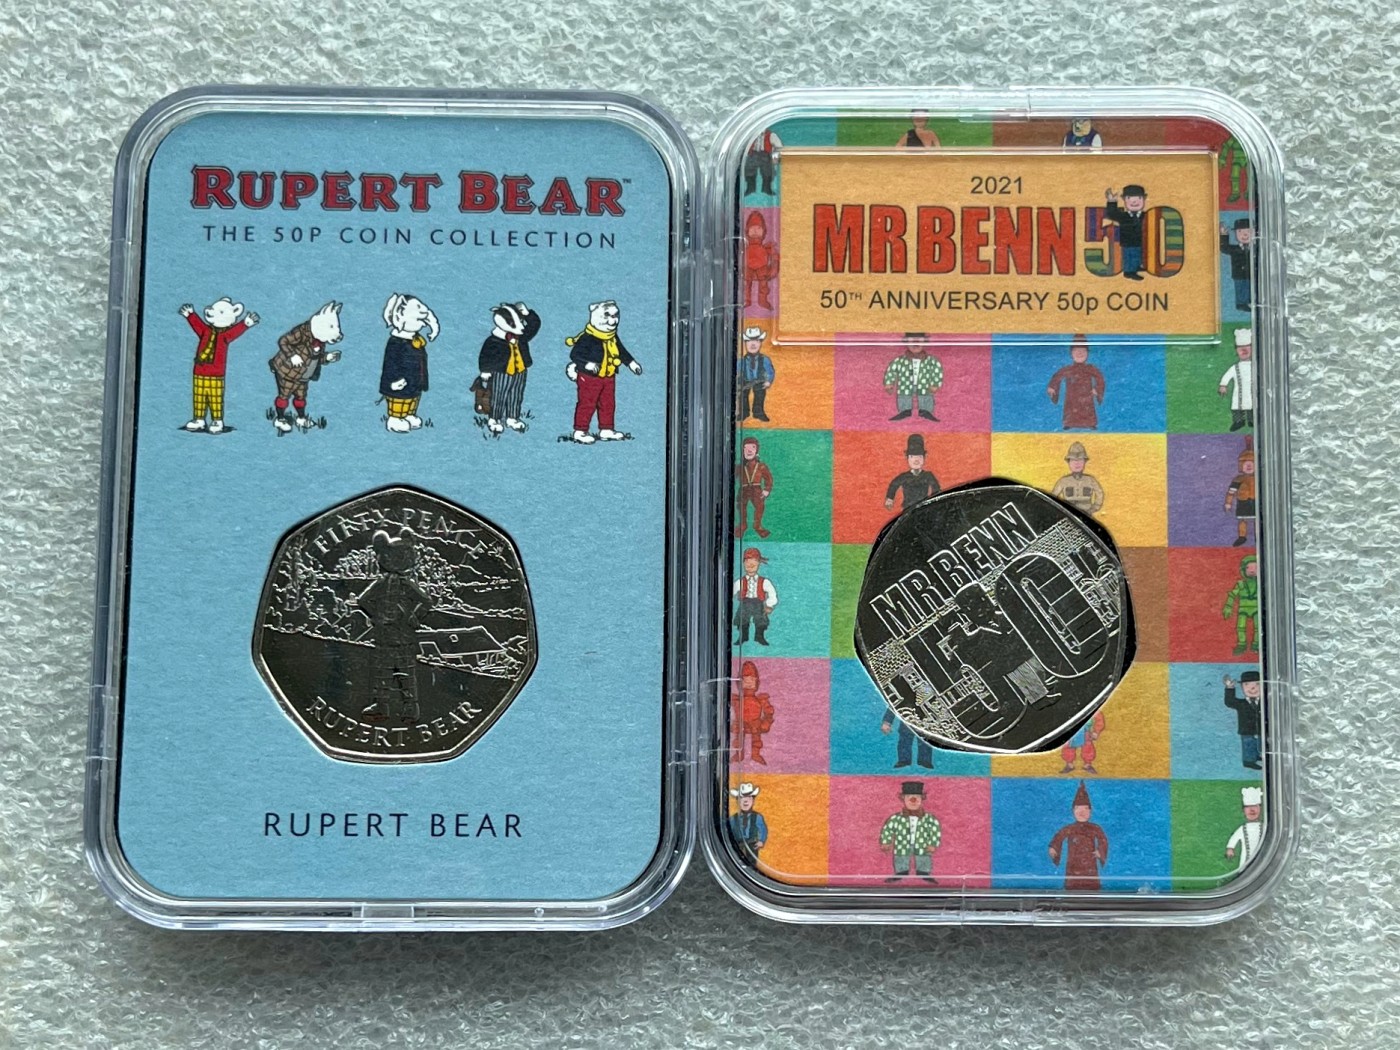 RUPERT BEAR™
THE 50P COIN COLLECTION
FIFTY PENCE
RUPERT BEAR
RUPERT BEAR
2021
MR BENN 50
50TH ANNIVERSARY 50p COIN
MR BENN
50